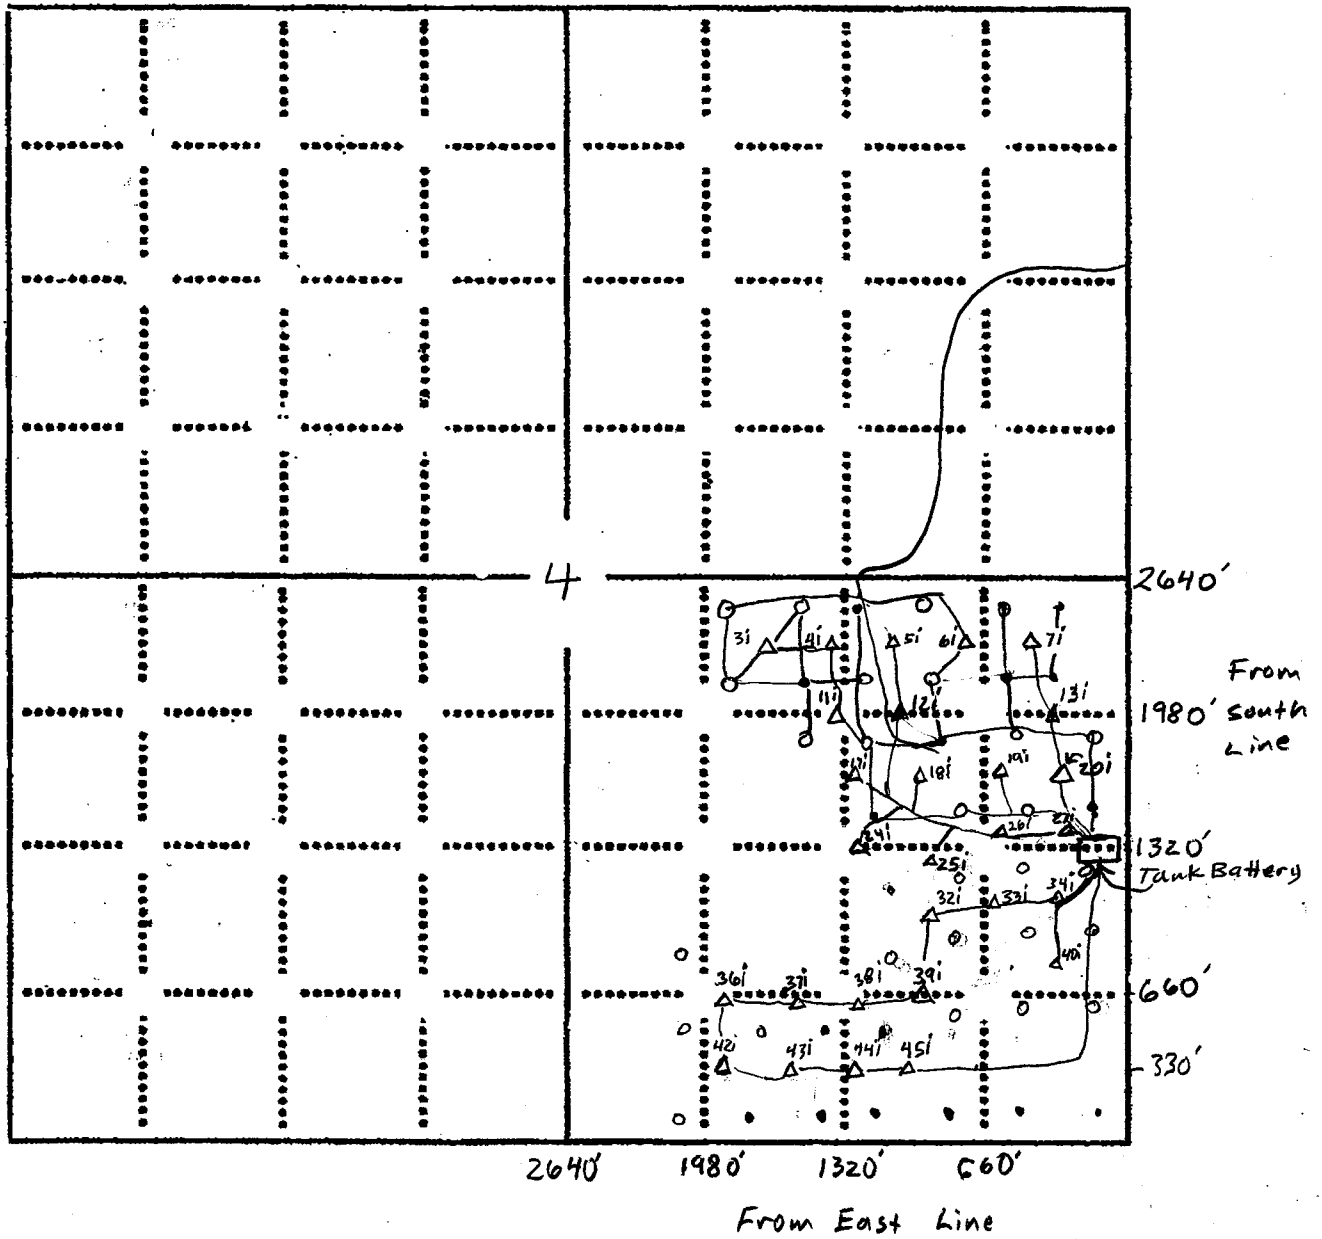 4
2640'
3i
4i
5i
6i
7i
From
South
Line
11i
12i
13i
1980'
17i
18i
19i
20i
24i
26i
27i
1320'
25i
Tank Battery
32i
33i
34i
40i
36i
37i
38i
39i
660'
42i
43i
44i
45i
330'
2640'
1980'
1320'
660'
From East Line